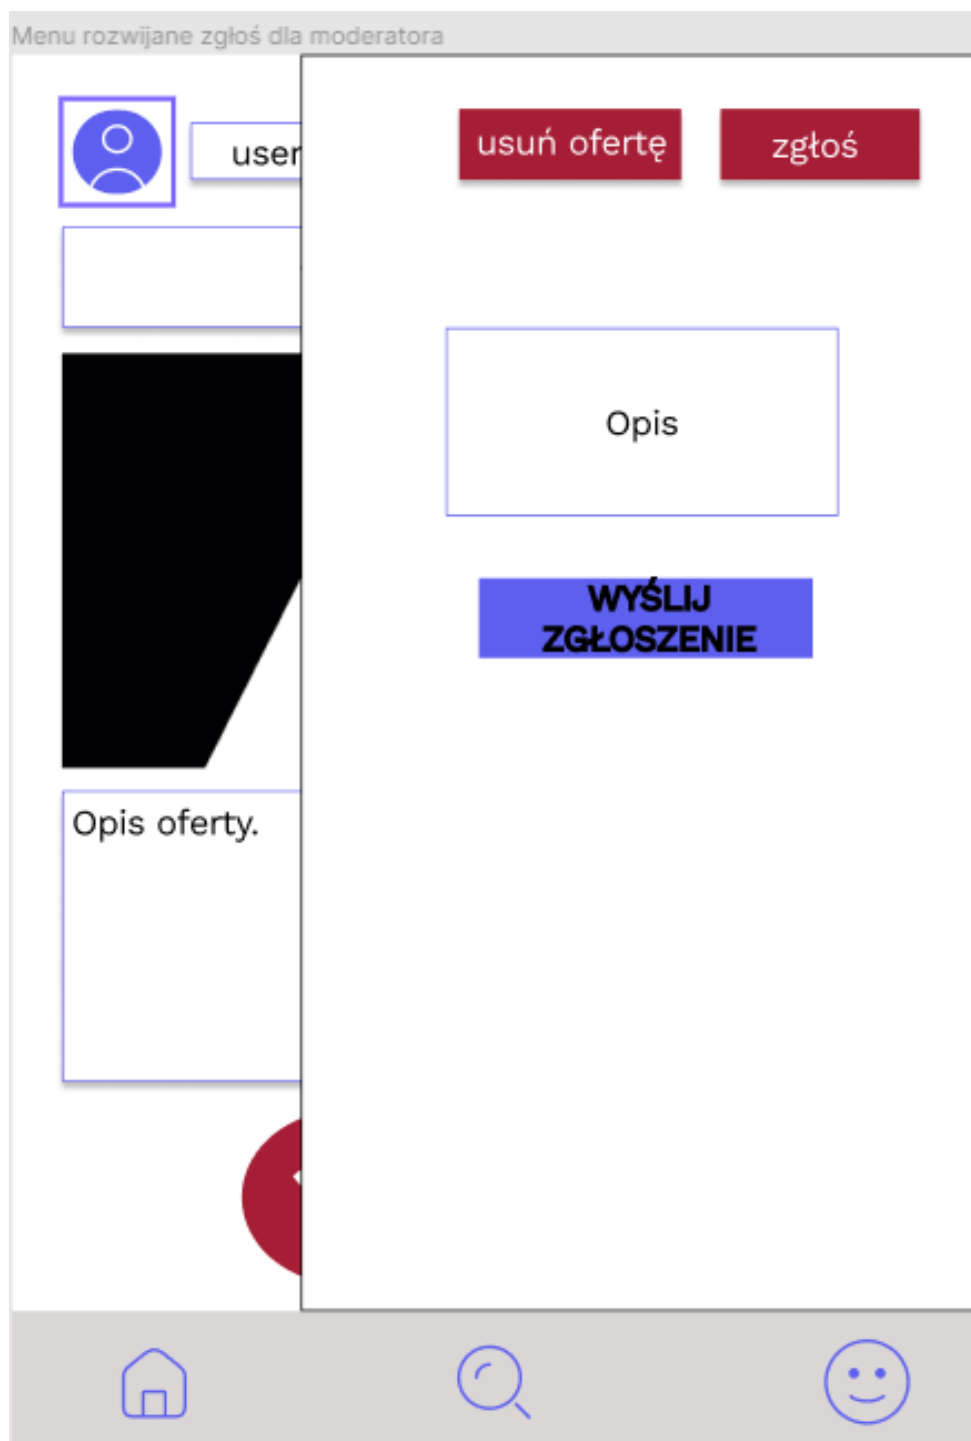 Menu rozwijane zgłoś dla moderatora
user
usuń ofertę
zgłoś
Opis
WYŚLIJ
ZGŁOSZENIE
Opis oferty.